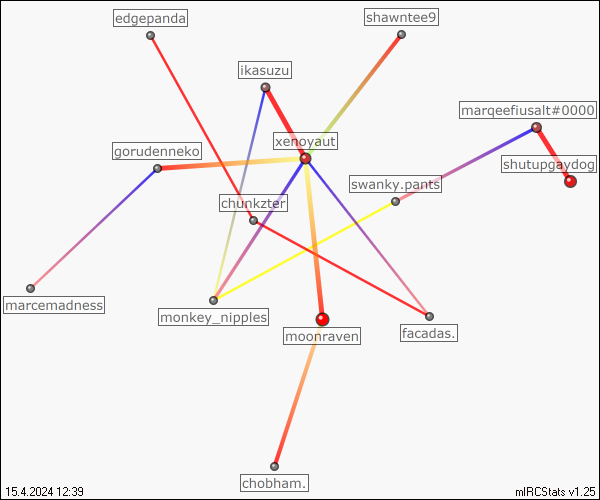 edgepanda
shawntee9
ikasuzu
marqeefiusalt#0000
xenoyaut
gorudenneko
shutupgaydog
swanky.pants
chunkzter
marcemadness
monkey_nipples
moonraven
facadas.
chobham.
15.4.2024 12:39
mIRCStats v1.25